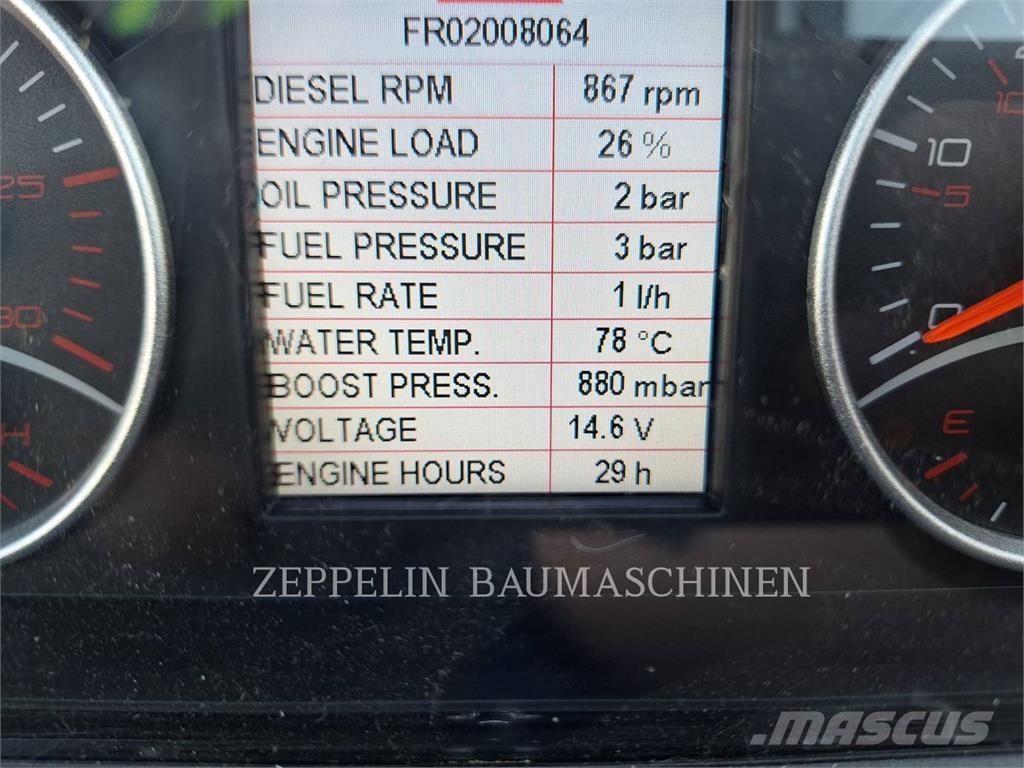 FR02008064
DIESEL RPM 867 rpm
ENGINE LOAD 26 %
OIL PRESSURE 2 bar
FUEL PRESSURE 3 bar
FUEL RATE 1 l/h
WATER TEMP. 78 °C
BOOST PRESS. 880 mbar
VOLTAGE 14.6 V
ENGINE HOURS 29 h
25
30
H
10
10
5
0
E
ZEPPELIN BAUMASCHINEN
MASCUS